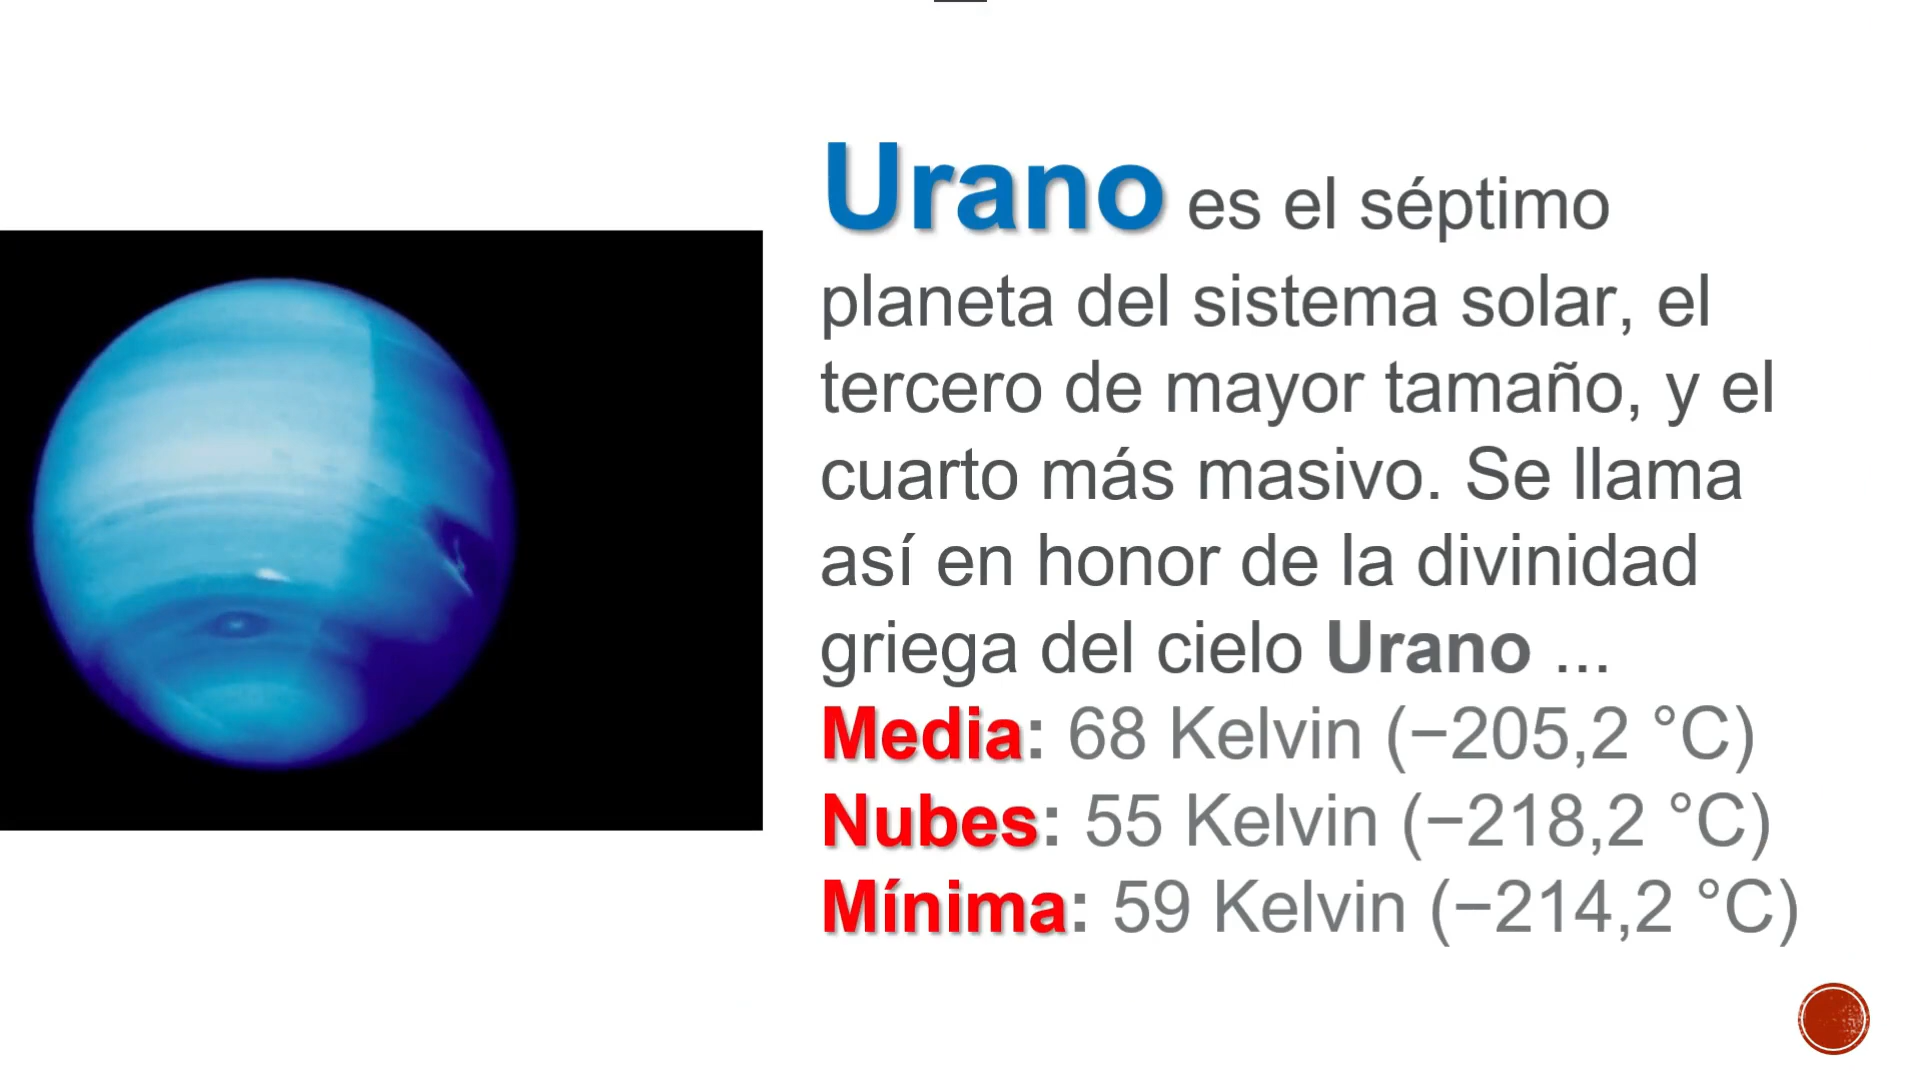 Urano es el séptimo
planeta del sistema solar, el
tercero de mayor tamaño, y el
cuarto más masivo. Se llama
así en honor de la divinidad
griega del cielo Urano ...
Media: 68 Kelvin (−205,2 °C)
Nubes: 55 Kelvin (−218,2 °C)
Mínima: 59 Kelvin (−214,2 °C)